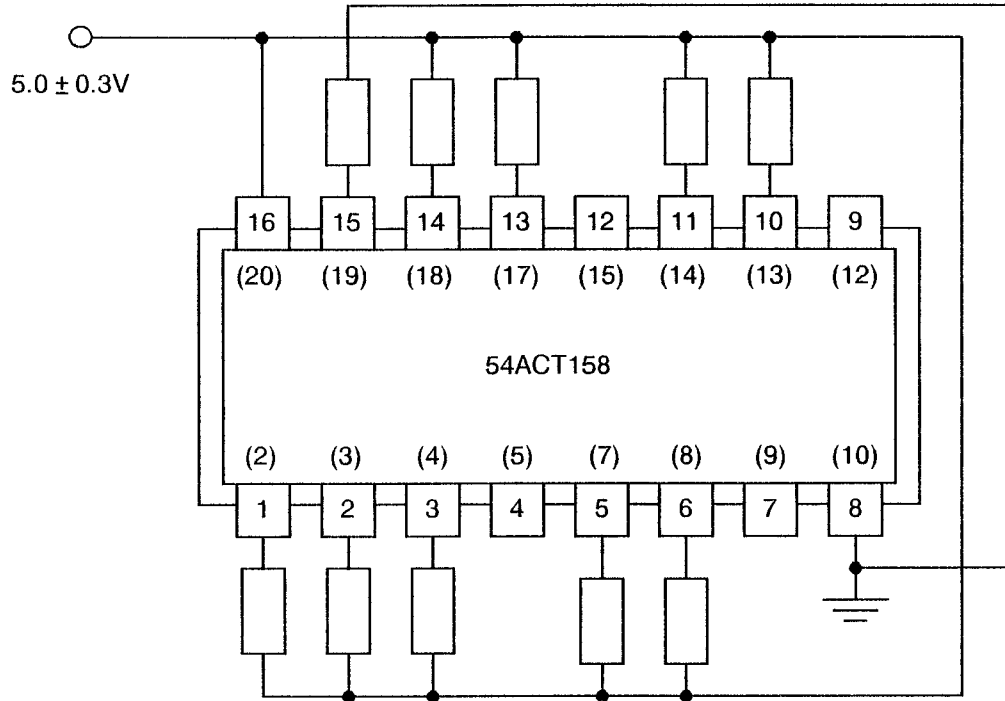 5.0 ± 0.3V
16 15 14 13 12 11 10 9
(20) (19) (18) (17) (15) (14) (13) (12)
54ACT158
(2) (3) (4) (5) (7) (8) (9) (10)
1 2 3 4 5 6 7 8